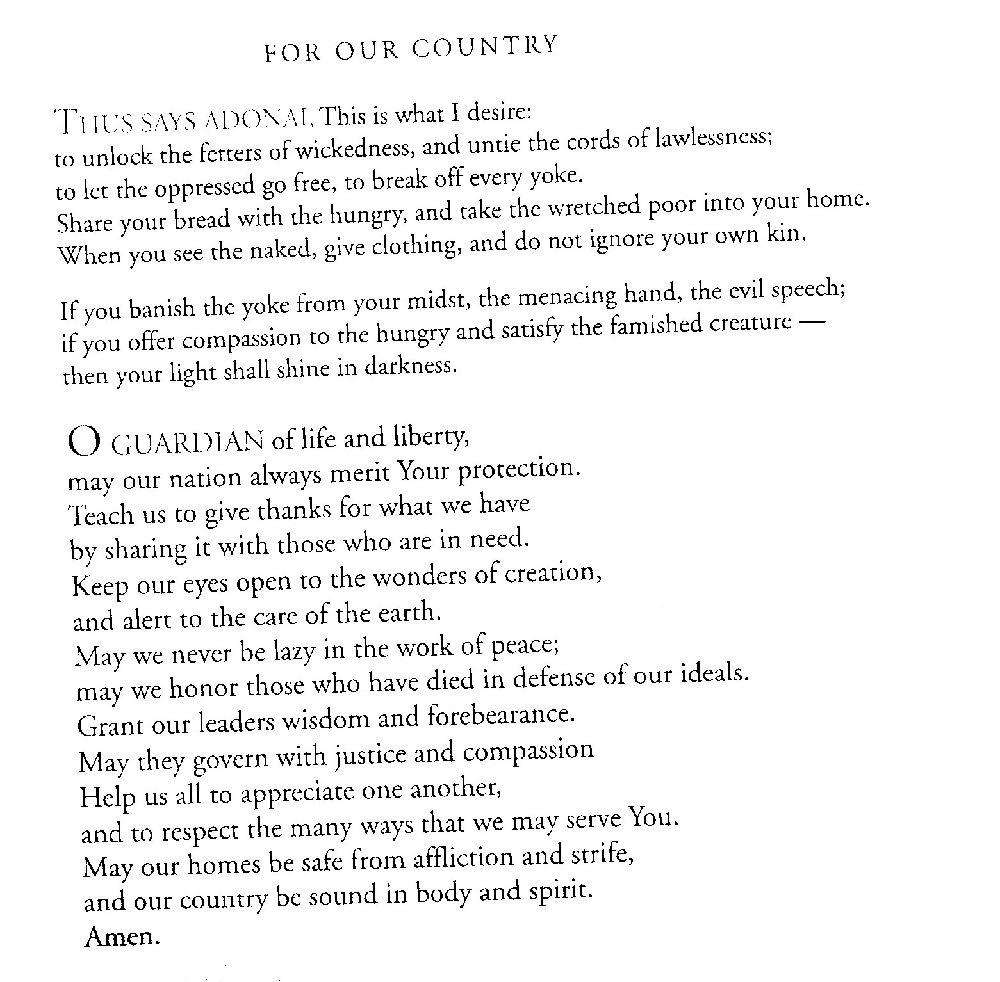 FOR OUR COUNTRY
THUS SAYS ADONAI, This is what I desire:
to unlock the fetters of wickedness, and untie the cords of lawlessness;
to let the oppressed go free, to break off every yoke.
Share your bread with the hungry, and take the wretched poor into your home.
When you see the naked, give clothing, and do not ignore your own kin.
If you banish the yoke from your midst, the menacing hand, the evil speech;
if you offer compassion to the hungry and satisfy the famished creature —
then your light shall shine in darkness.
O GUARDIAN of life and liberty,
may our nation always merit Your protection.
Teach us to give thanks for what we have
by sharing it with those who are in need.
Keep our eyes open to the wonders of creation,
and alert to the care of the earth.
May we never be lazy in the work of peace;
may we honor those who have died in defense of our ideals.
Grant our leaders wisdom and forebearance.
May they govern with justice and compassion
Help us all to appreciate one another,
and to respect the many ways that we may serve You.
May our homes be safe from affliction and strife,
and our country be sound in body and spirit.
Amen.